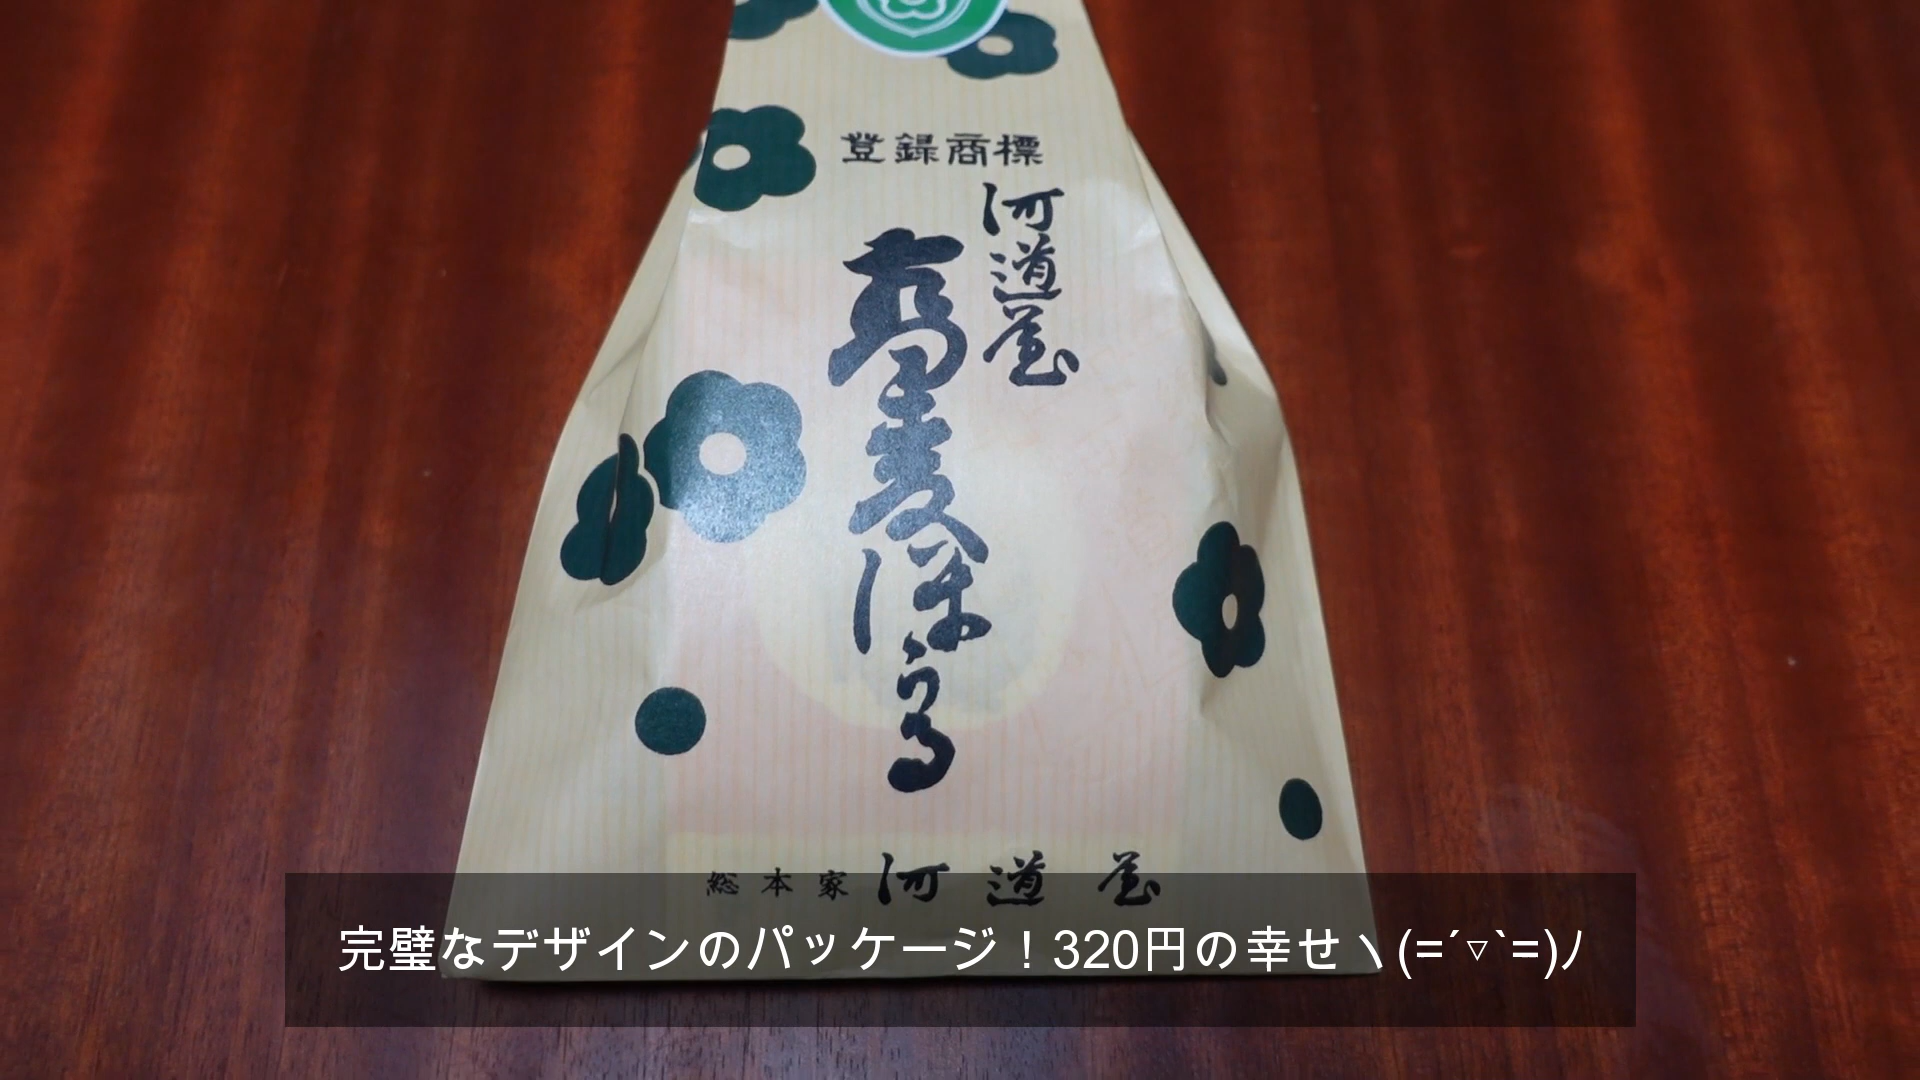 登録商標
河道屋
蕎麦保うる
総本家 河道屋
完璧なデザインのパッケージ！320円の幸せヽ(=´▽`=)ﾉ